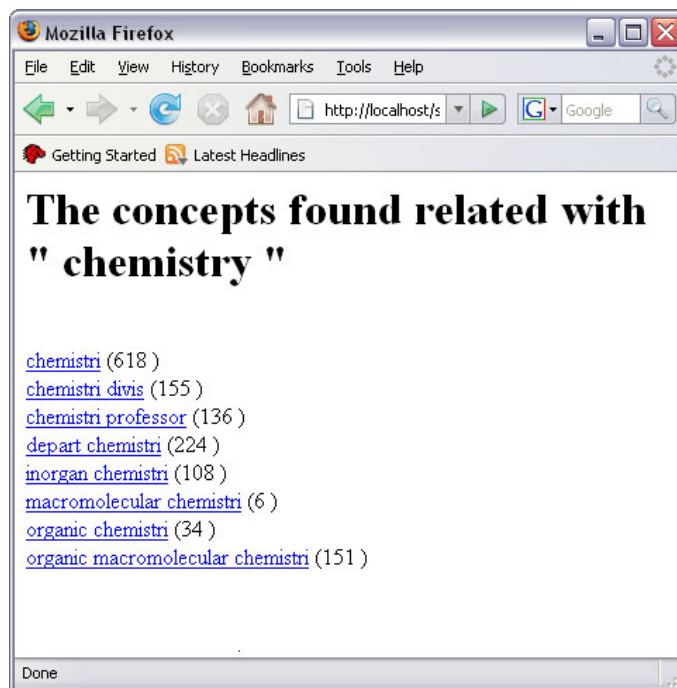 Mozilla Firefox
File Edit View History Bookmarks Tools Help
http://localhost/s G Google
Getting Started Latest Headlines
The concepts found related with
" chemistry "
chemistri (618 )
chemistri divis (155 )
chemistri professor (136 )
depart chemistri (224 )
inorgan chemistri (108 )
macromolecular chemistri (6 )
organic chemistri (34 )
organic macromolecular chemistri (151 )
Done